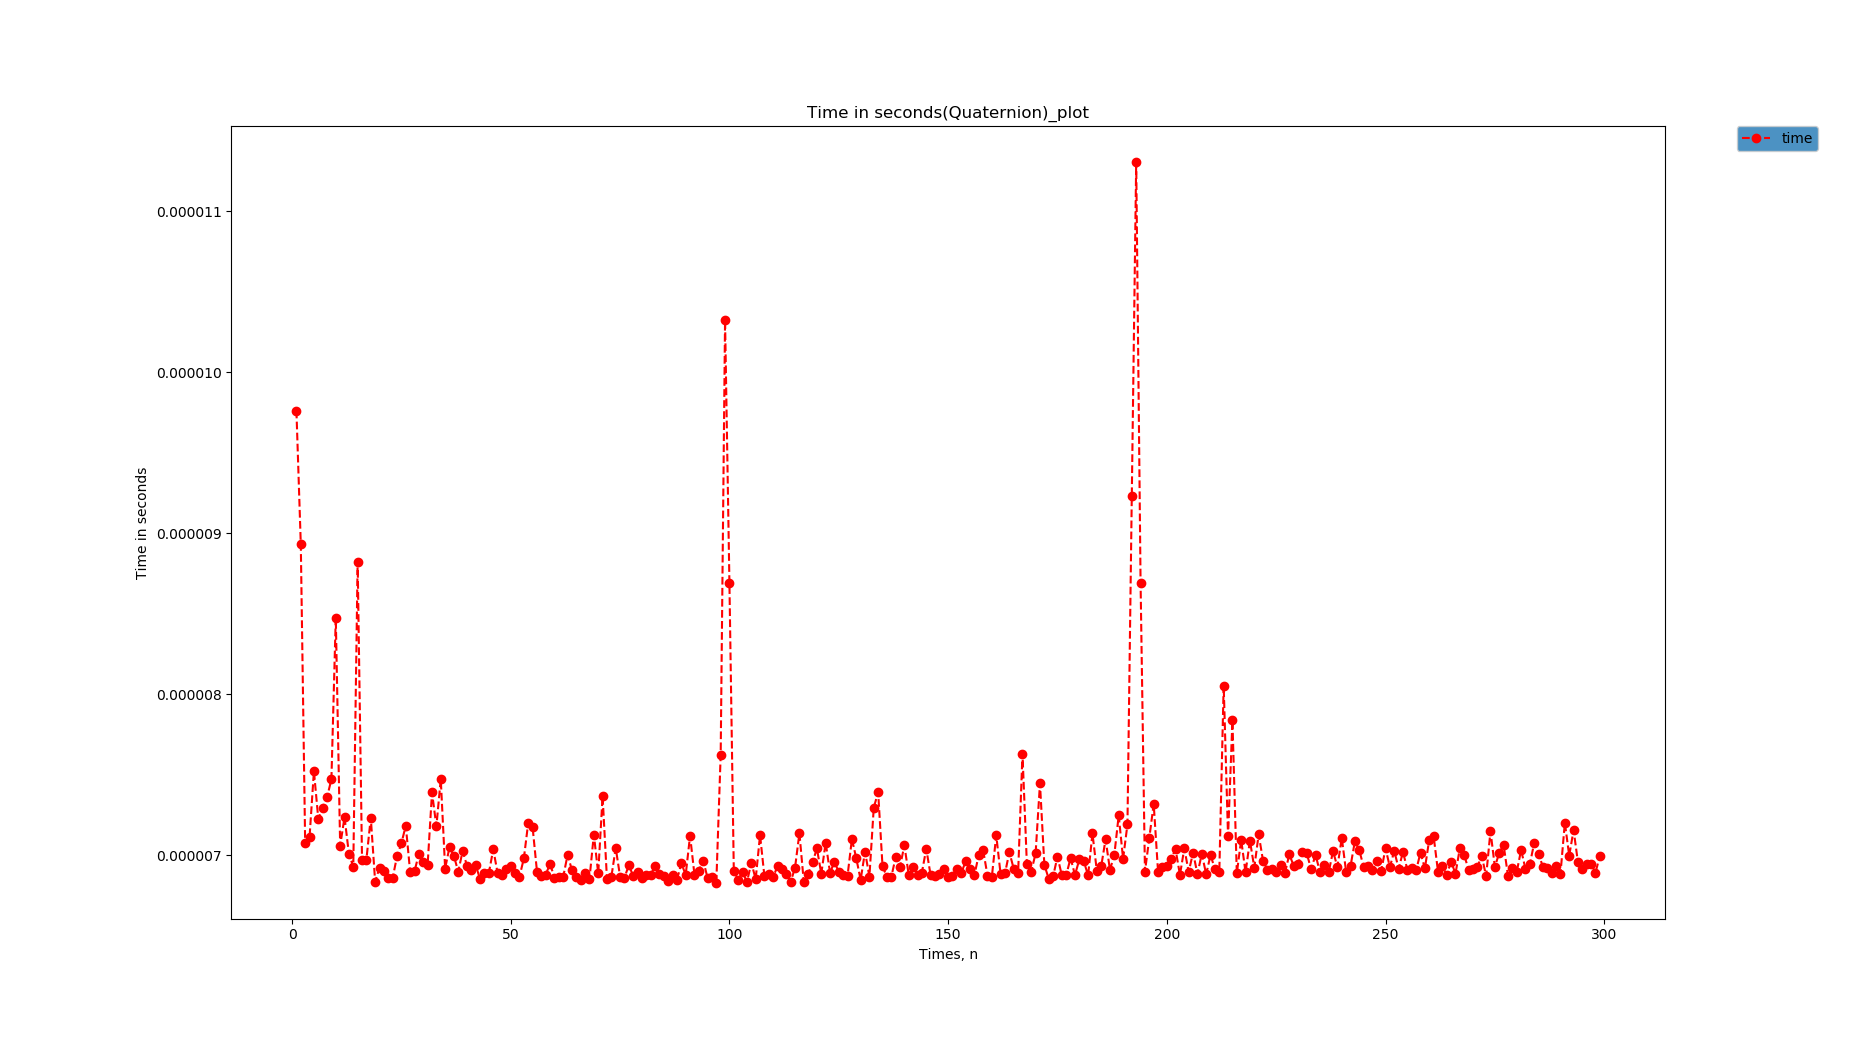 Time in seconds(Quaternion)_plot
time
0.000011
0.000010
0.000009
0.000008
0.000007
Time in seconds
0 50 100 150 200 250 300
Times, n